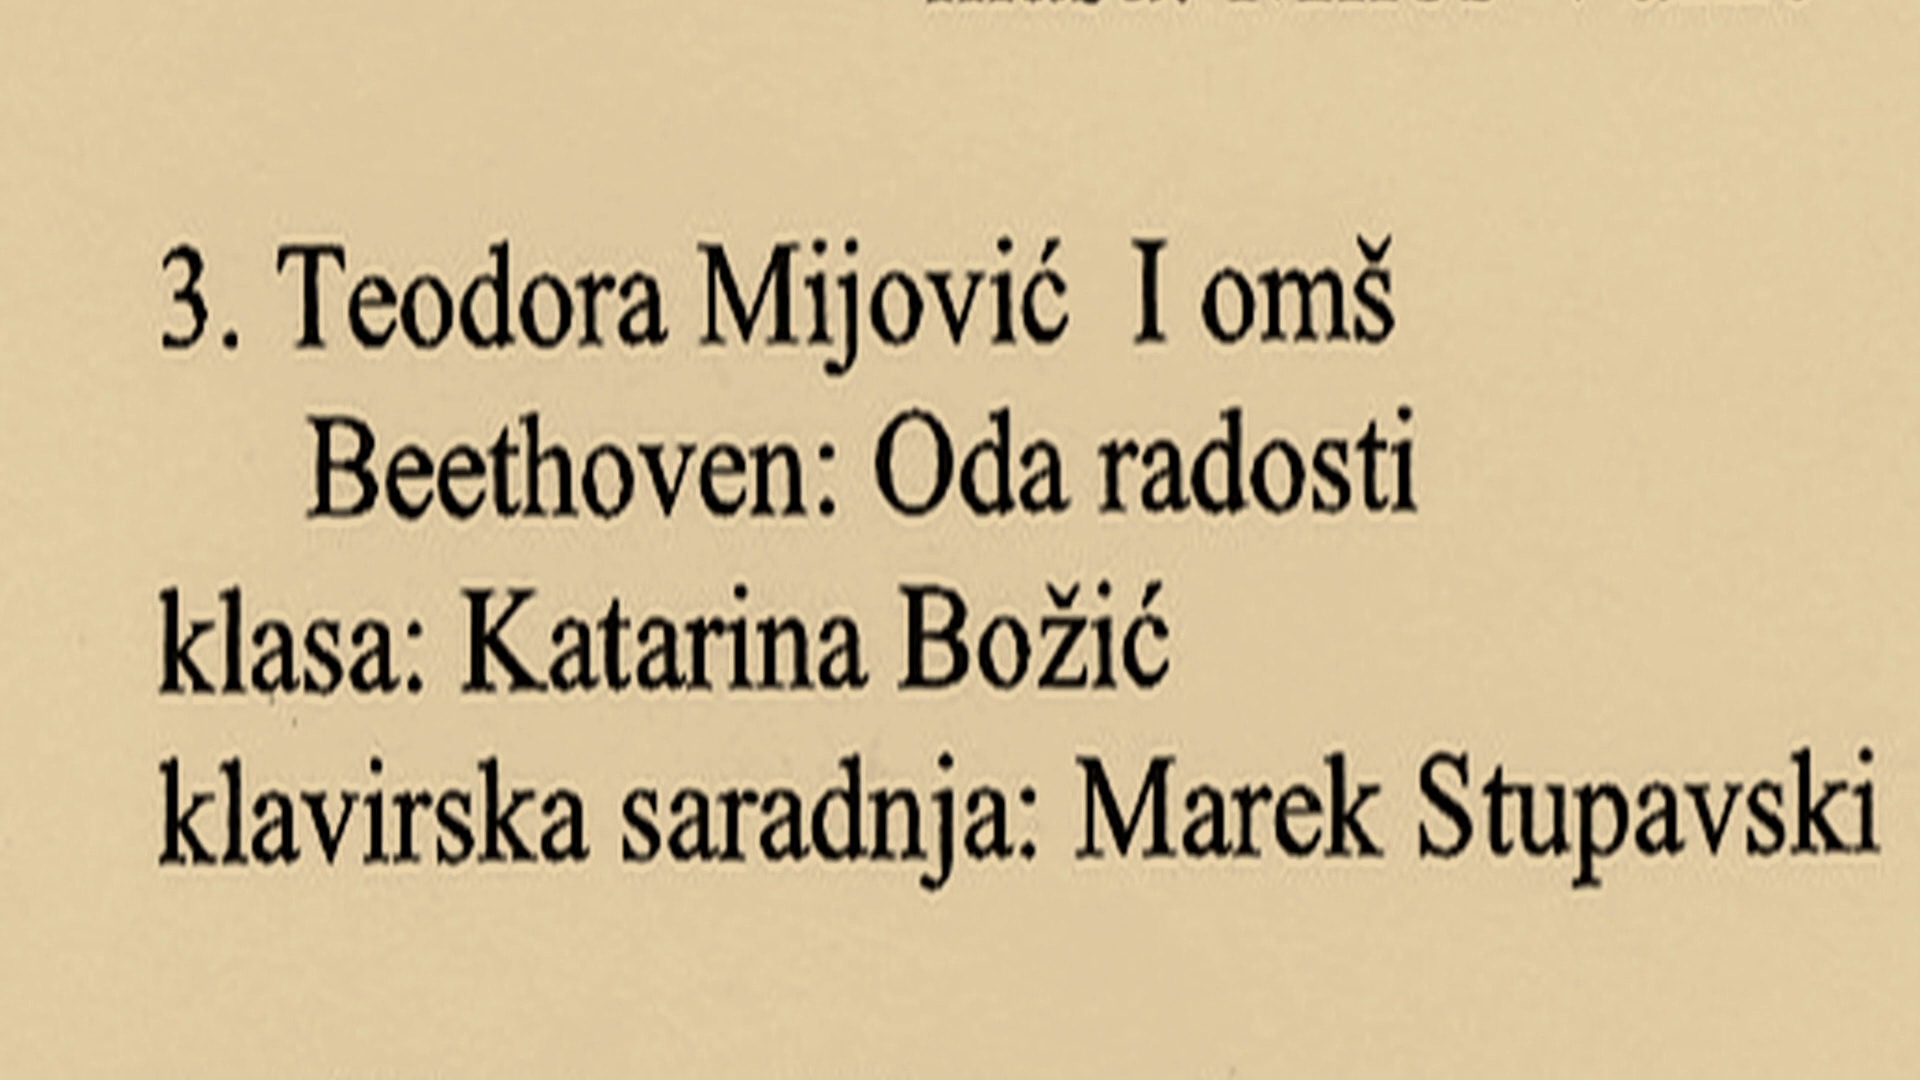 3. Teodora Mijović I omš
Beethoven: Oda radosti
klasa: Katarina Božić
klavirska saradnja: Marek Stupavski